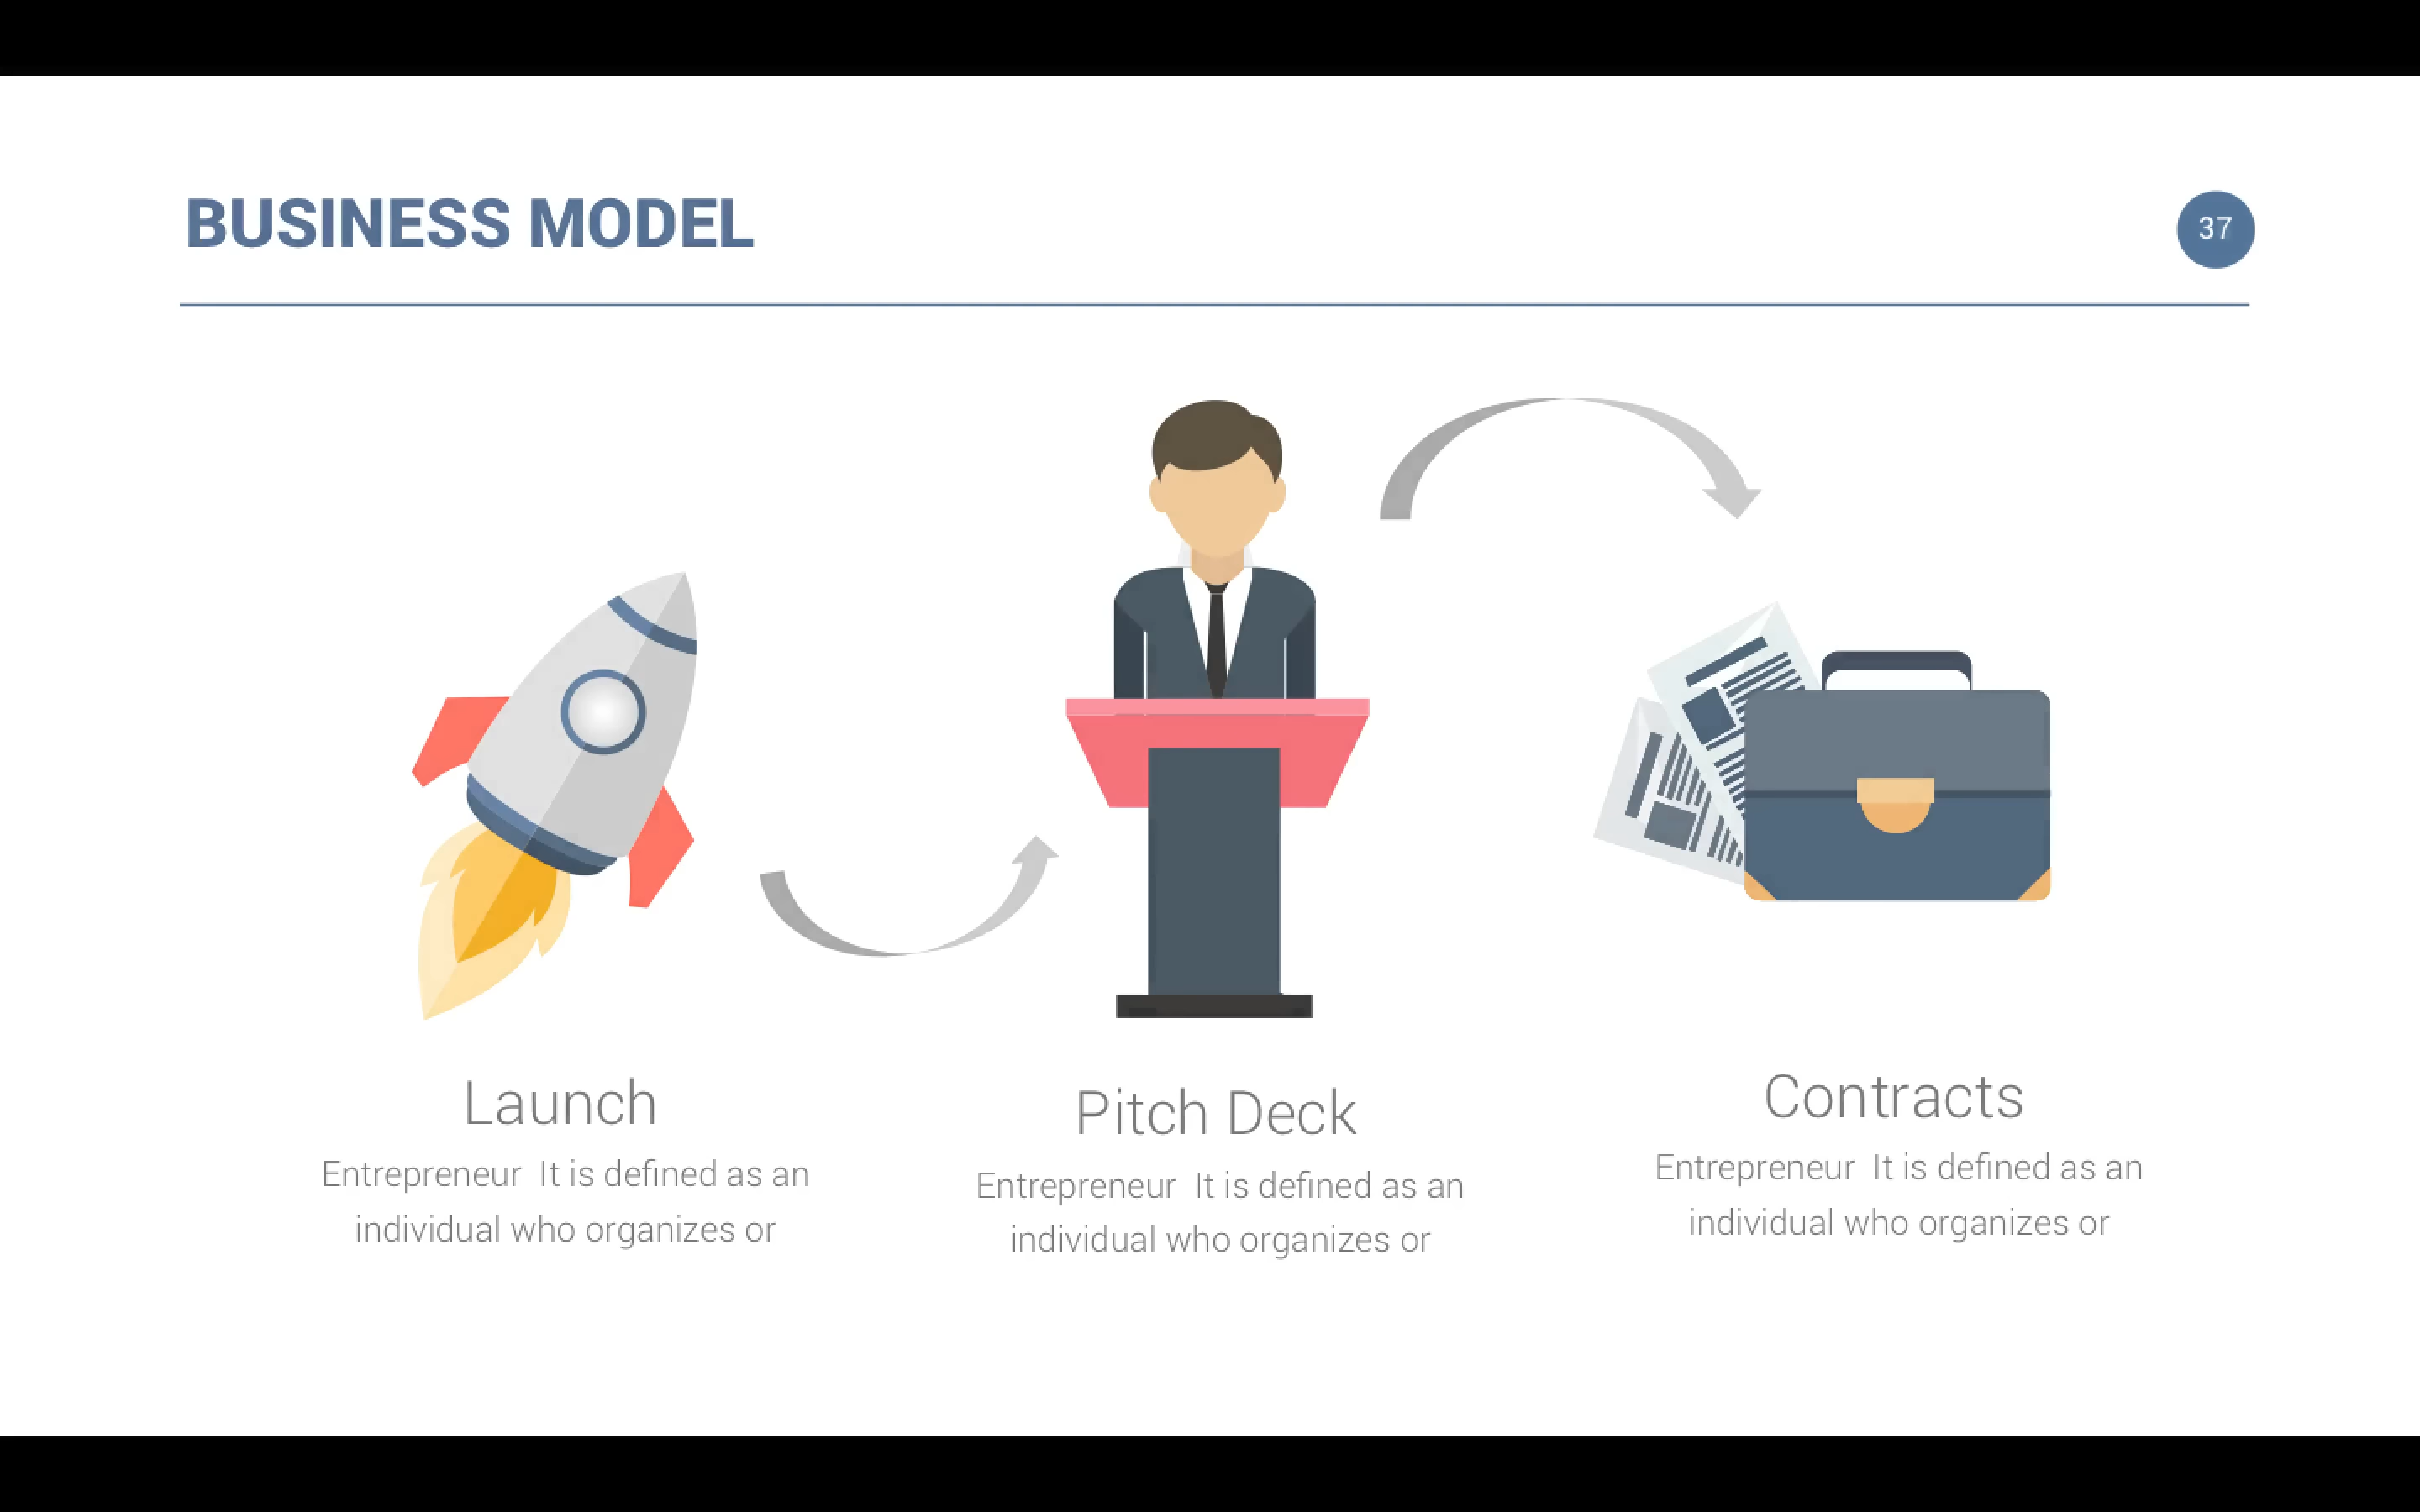 BUSINESS MODEL
37
Launch
Entrepreneur  It is defined as an
individual who organizes or
Pitch Deck
Entrepreneur  It is defined as an
individual who organizes or
Contracts
Entrepreneur  It is defined as an
individual who organizes or